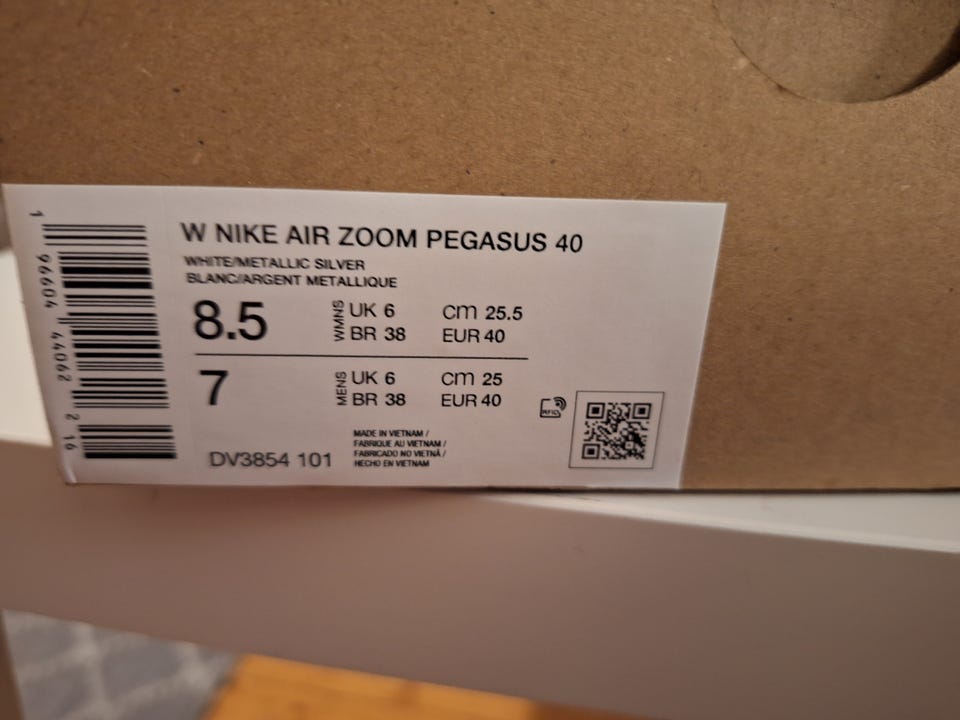 W NIKE AIR ZOOM PEGASUS 40
WHITE/METALLIC SILVER
BLANC/ARGENT METALLIQUE
8.5 WMNS UK 6 cm 25.5
BR 38 EUR 40
7 MENS UK 6 cm 25
BR 38 EUR 40
DV3854 101
MADE IN VIETNAM /
FABRIQUE AU VIETNAM /
FABRICADO NO VIETNÃ /
HECHO EN VIETNAM
RFID
1 96604 44062 2 16